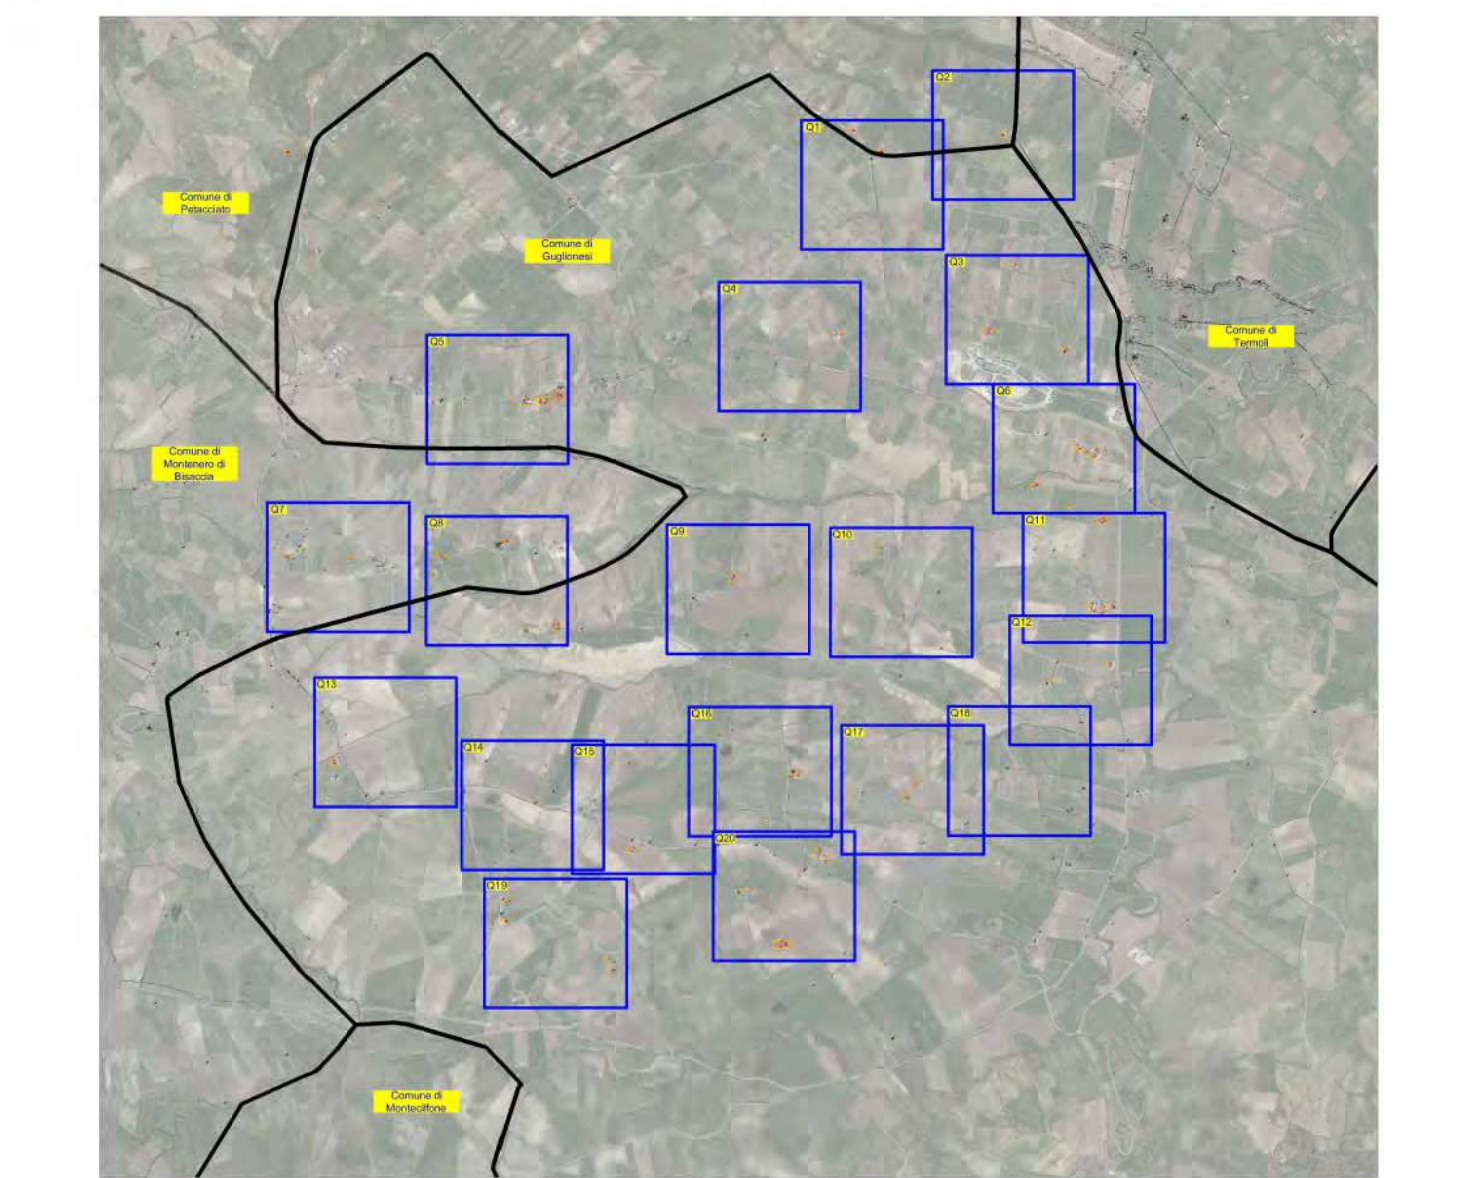 Q2
Q1
Comune di
Petacciato
Comune di
Guglionesi
Q3
Q4
Comune di
Termoli
Q5
Q6
Comune di
Montenero di
Bisaccia
Q7
Q8
Q9
Q10
Q11
Q12
Q13
Q14
Q15
Q16
Q17
Q18
Q20
Q19
Comune di
Montecilfone